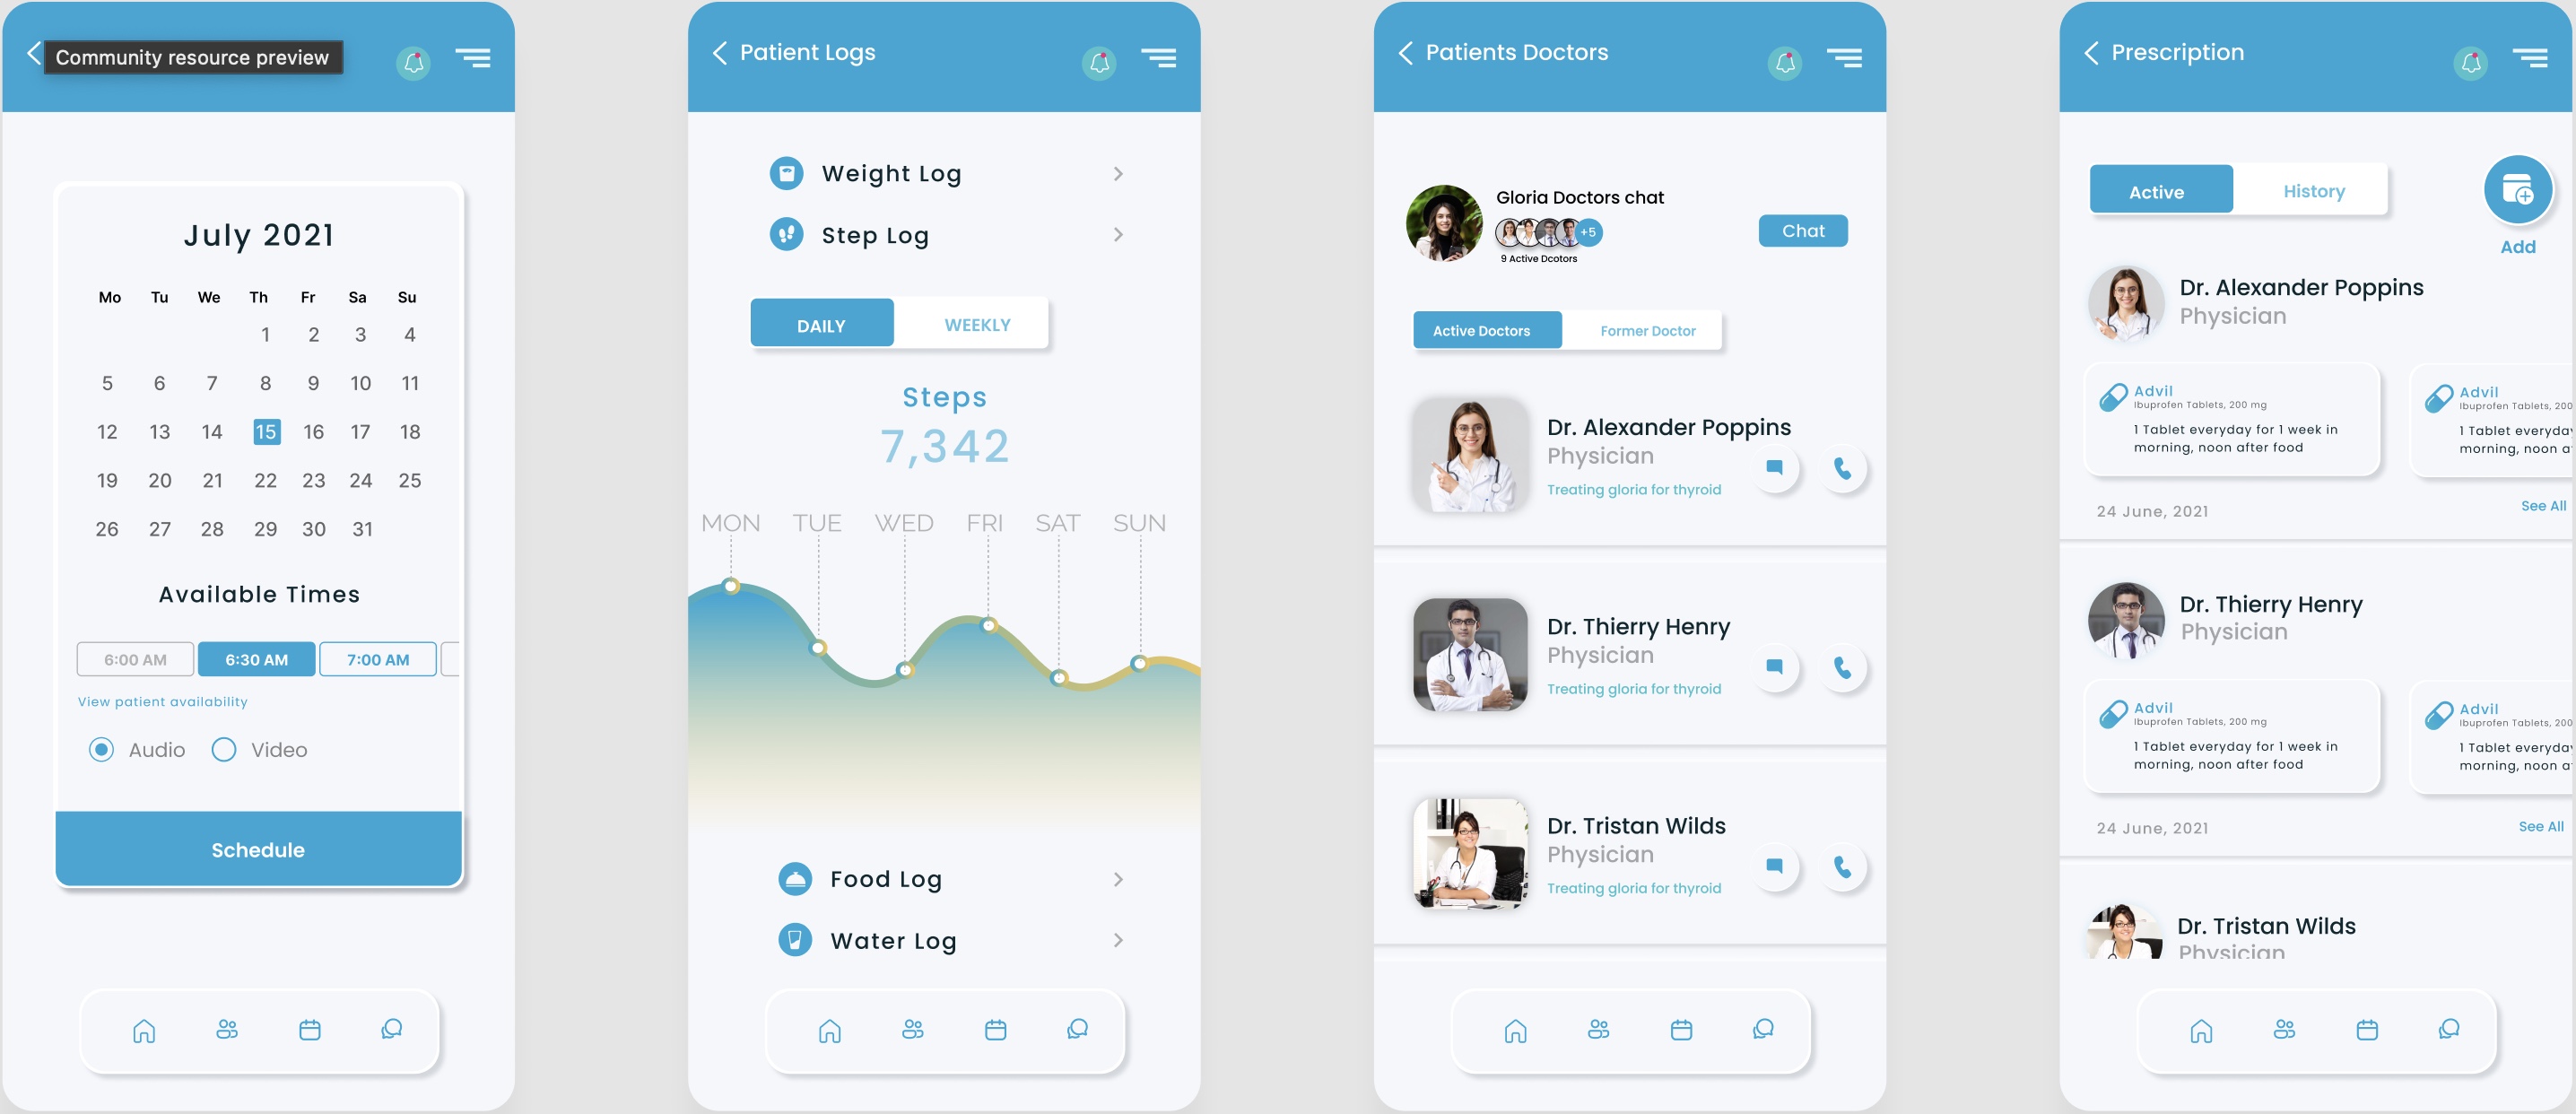 Community resource preview
July 2021
Mo Tu We Th Fr Sa Su
1 2 3 4
5 6 7 8 9 10 11
12 13 14 15 16 17 18
19 20 21 22 23 24 25
26 27 28 29 30 31
Available Times
6:00 AM 6:30 AM 7:00 AM
View patient availability
Audio Video
Schedule
Patient Logs
Weight Log
Step Log
DAILY WEEKLY
Steps
7,342
MON TUE WED FRI SAT SUN
Food Log
Water Log
Patients Doctors
Gloria Doctors chat
+5
9 Active Dcotors
Chat
Active Doctors Former Doctor
Dr. Alexander Poppins
Physician
Treating gloria for thyroid
Dr. Thierry Henry
Physician
Treating gloria for thyroid
Dr. Tristan Wilds
Physician
Treating gloria for thyroid
Prescription
Active History
Add
Dr. Alexander Poppins
Physician
Advil
Ibuprofen Tablets, 200 mg
1 Tablet everyday for 1 week in
morning, noon after food
Advil
Ibuprofen Tablets, 200
1 Tablet everyday
morning, noon a
24 June, 2021
See All
Dr. Thierry Henry
Physician
Advil
Ibuprofen Tablets, 200 mg
1 Tablet everyday for 1 week in
morning, noon after food
Advil
Ibuprofen Tablets, 200
1 Tablet everyday
morning, noon a
24 June, 2021
See All
Dr. Tristan Wilds
Physician